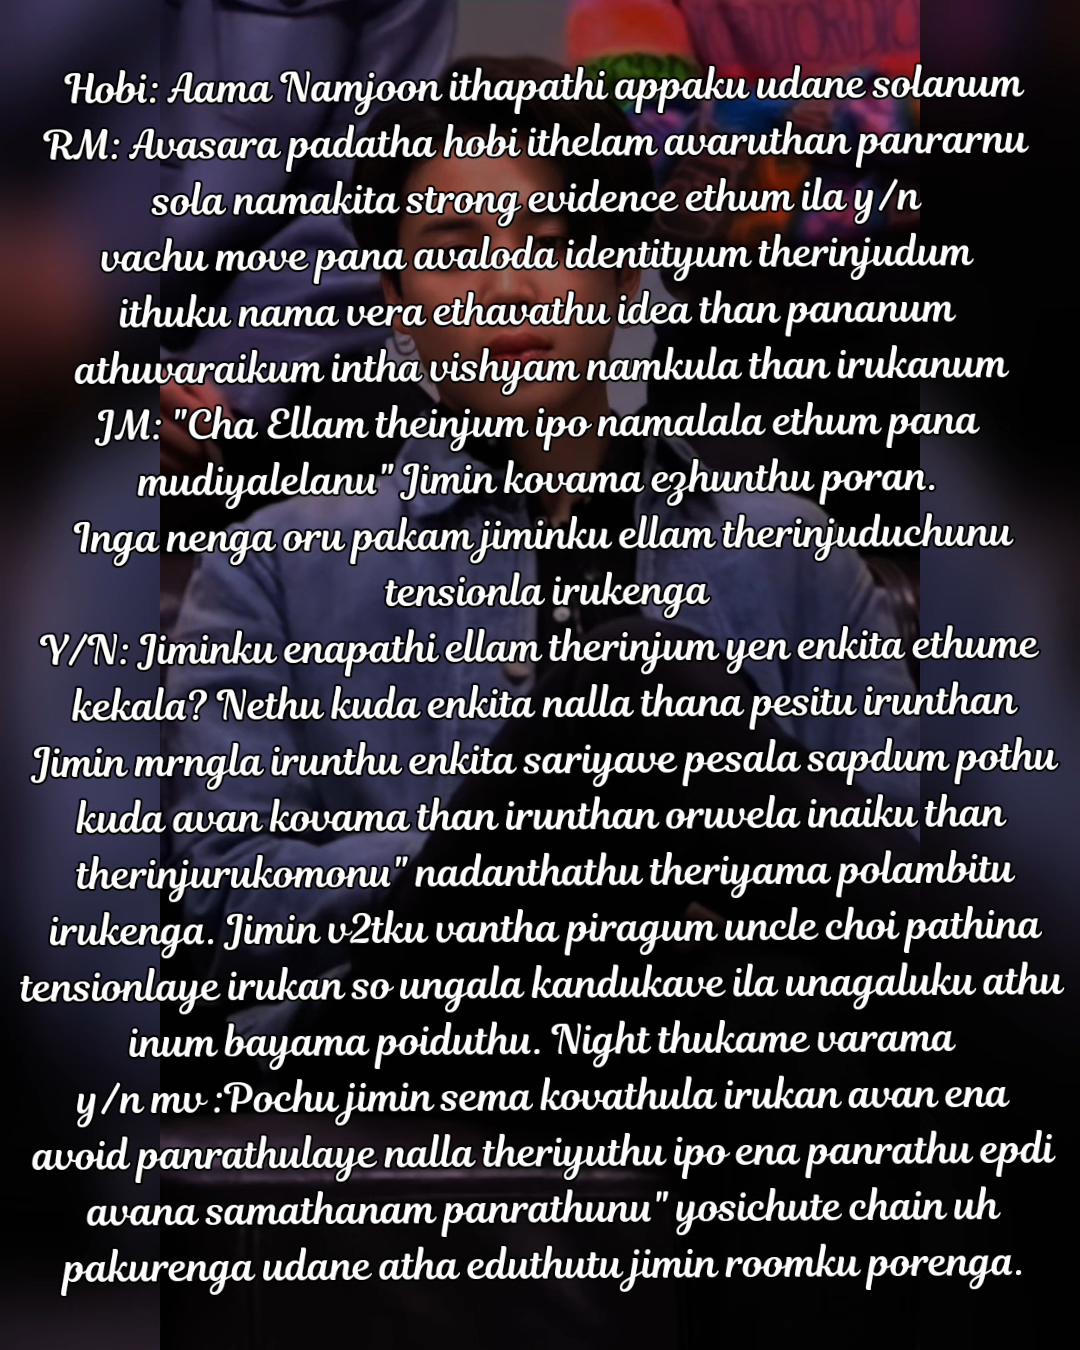 Hobi: Aama Namjoon ithapathi appaku udane solanum
RM: Avasara padatha hobi ithelam avaruthan panrarnu
sola namakita strong evidence ethum ila y/n
vachu move pana avaloda identityum therinjudum
ithuku nama vera ethavathu idea than pananum
athuwaraikum intha vishyam namkula than irukanum
JM: "Cha Ellam theinjum ipo namalala ethum pana
mudiyalelanu" Jimin kovama ezhunthu poran.
Inga nenga oru pakam jiminku ellam therinjuduchunu
tensionla irukenga
Y/N: Jiminku enapathi ellam therinjum yen enkita ethume
kekala? Nethu kuda enkita nalla thana pesitu irunthan
Jimin mrngla irunthu enkita sariyave pesala sapdum pothu
kuda avan kovama than irunthan oruvela inaiku than
therinjurukomonu" nadanthathu theriyama polambitu
irukenga. Jimin v2tku vantha piragum uncle choi pathina
tensionlaye irukan so ungala kandukave ila unagaluku athu
inum bayama poiduthu. Night thukame varama
y/n mv :Pochu jimin sema kovathula irukan avan ena
avoid panrathulaye nalla theriyuthu ipo ena panrathu epdi
avana samathanam panrathunu" yosichute chain uh
pakurenga udane atha eduthutu jimin roomku porenga.